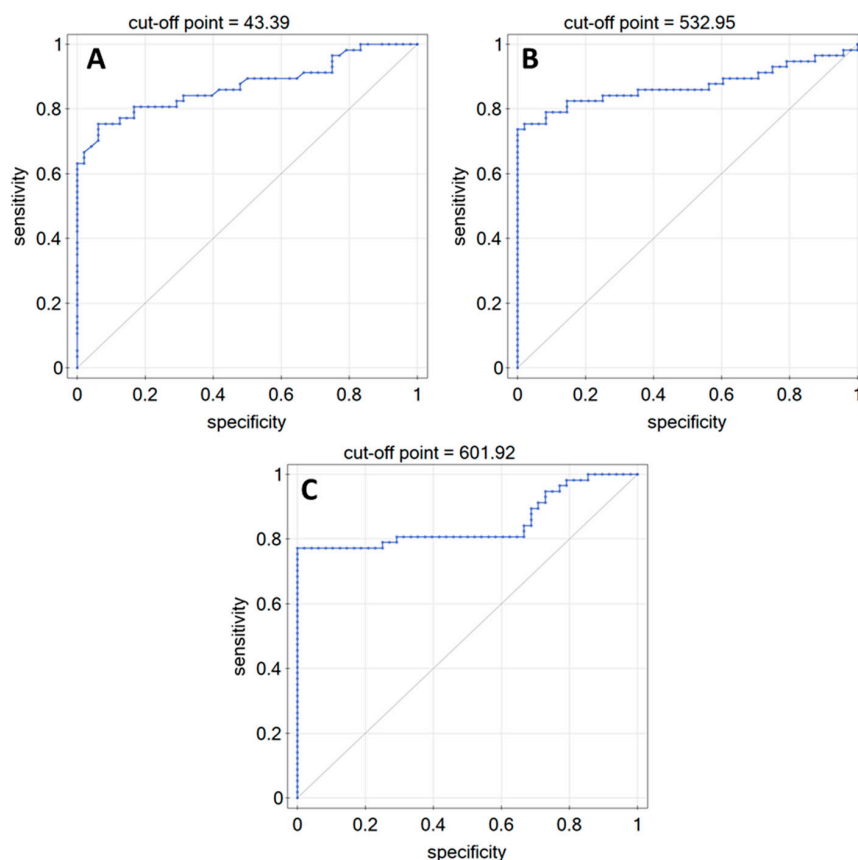 cut-off point = 43.39
A
1
0.8
0.6
0.4
0.2
0
sensitivity
0 0.2 0.4 0.6 0.8 1
specificity
cut-off point = 532.95
B
1
0.8
0.6
0.4
0.2
0
sensitivity
0 0.2 0.4 0.6 0.8 1
specificity
cut-off point = 601.92
C
1
0.8
0.6
0.4
0.2
0
sensitivity
0 0.2 0.4 0.6 0.8 1
specificity